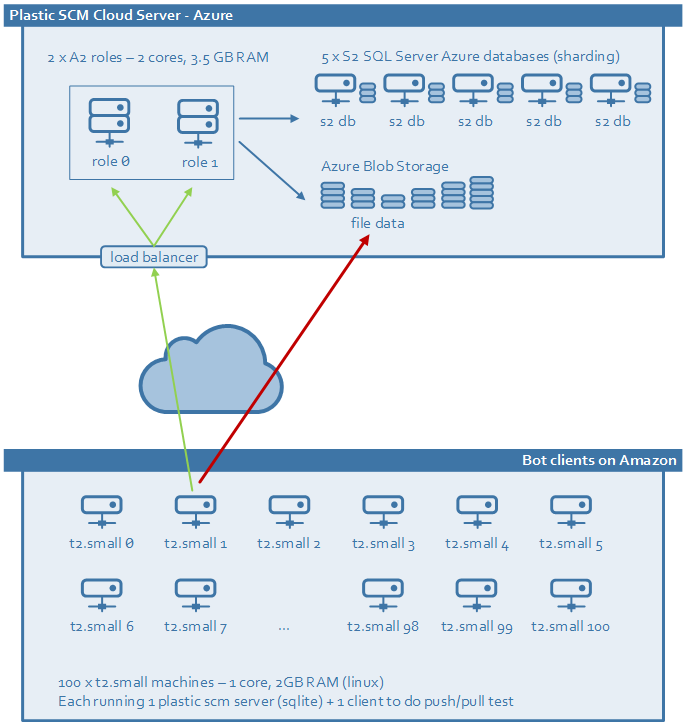 Plastic SCM Cloud Server - Azure
2 x A2 roles – 2 cores, 3.5 GB RAM
5 x S2 SQL Server Azure databases (sharding)
s2 db s2 db s2 db s2 db s2 db
role 0 role 1
Azure Blob Storage
file data
load balancer
Bot clients on Amazon
t2.small 0 t2.small 1 t2.small 2 t2.small 3 t2.small 4 t2.small 5
t2.small 6 t2.small 7 ... t2.small 98 t2.small 99 t2.small 100
100 x t2.small machines – 1 core, 2GB RAM (linux)
Each running 1 plastic scm server (sqlite) + 1 client to do push/pull test